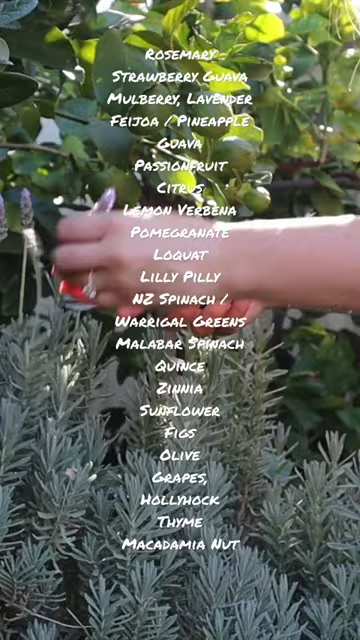 Rosemary
Strawberry Guava
Mulberry, Lavender
Feijoa / Pineapple
Guava
Passionfruit
Citrus
Lemon Verbena
Pomegranate
Loquat
Lilly Pilly
NZ Spinach /
Warrigal Greens
Malabar Spinach
Quince
Zinnia
Sunflower
Figs
Olive
Grapes,
Hollyhock
Thyme
Macadamia Nut